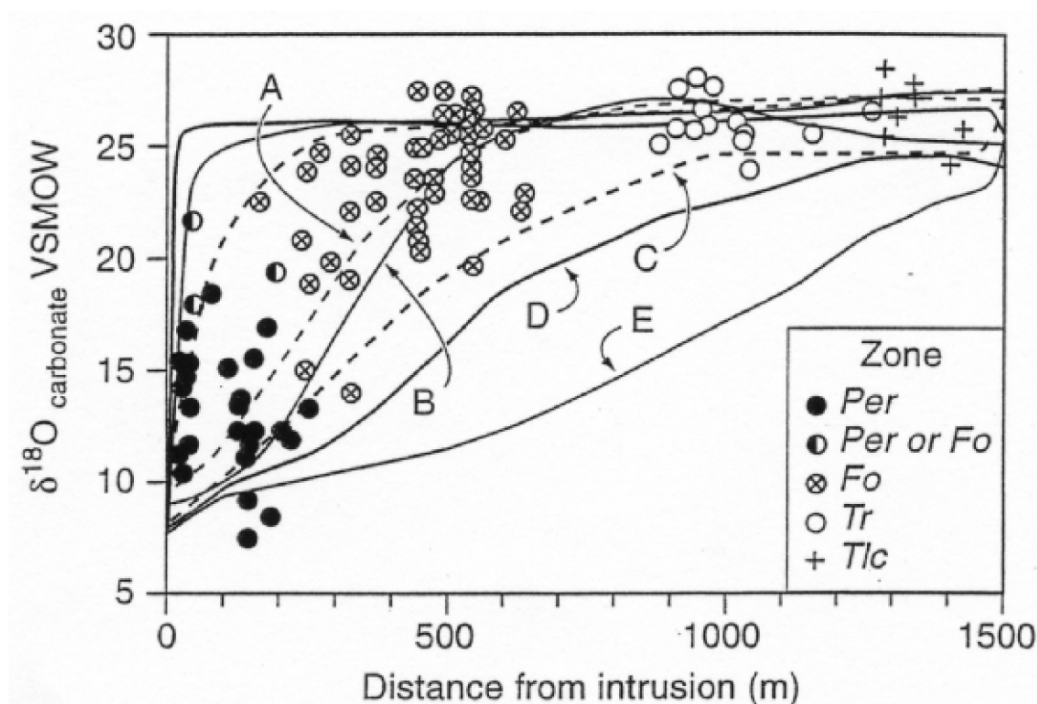 30
25
20
15
10
5
δ¹⁸O carbonate VSMOW
A
B
C
D
E
Zone
Per
Per or Fo
Fo
Tr
Tlc
0
500
1000
1500
Distance from intrusion (m)